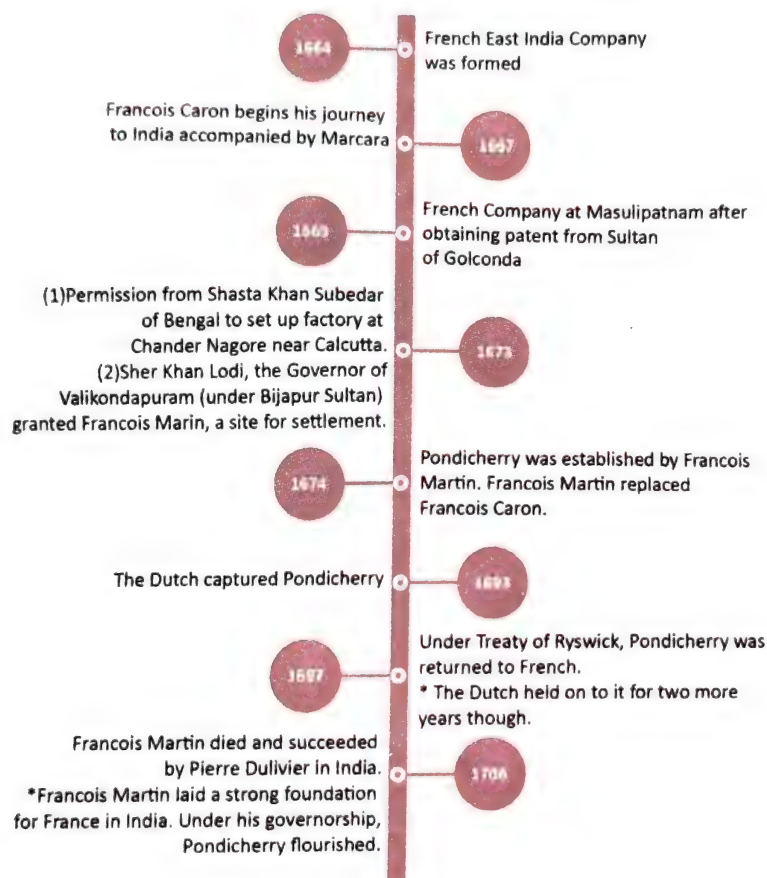 1664
French East India Company
was formed
Francois Caron begins his journey
to India accompanied by Marcara
1667
1669
French Company at Masulipatnam after
obtaining patent from Sultan
of Golconda
(1)Permission from Shasta Khan Subedar
of Bengal to set up factory at
Chander Nagore near Calcutta.
(2)Sher Khan Lodi, the Governor of
Valikondapuram (under Bijapur Sultan)
granted Francois Marin, a site for settlement.
1673
1674
Pondicherry was established by Francois
Martin. Francois Martin replaced
Francois Caron.
The Dutch captured Pondicherry
1693
1697
Under Treaty of Ryswick, Pondicherry was
returned to French.
* The Dutch held on to it for two more
years though.
Francois Martin died and succeeded
by Pierre Dulivier in India.
*Francois Martin laid a strong foundation
for France in India. Under his governorship,
Pondicherry flourished.
1706